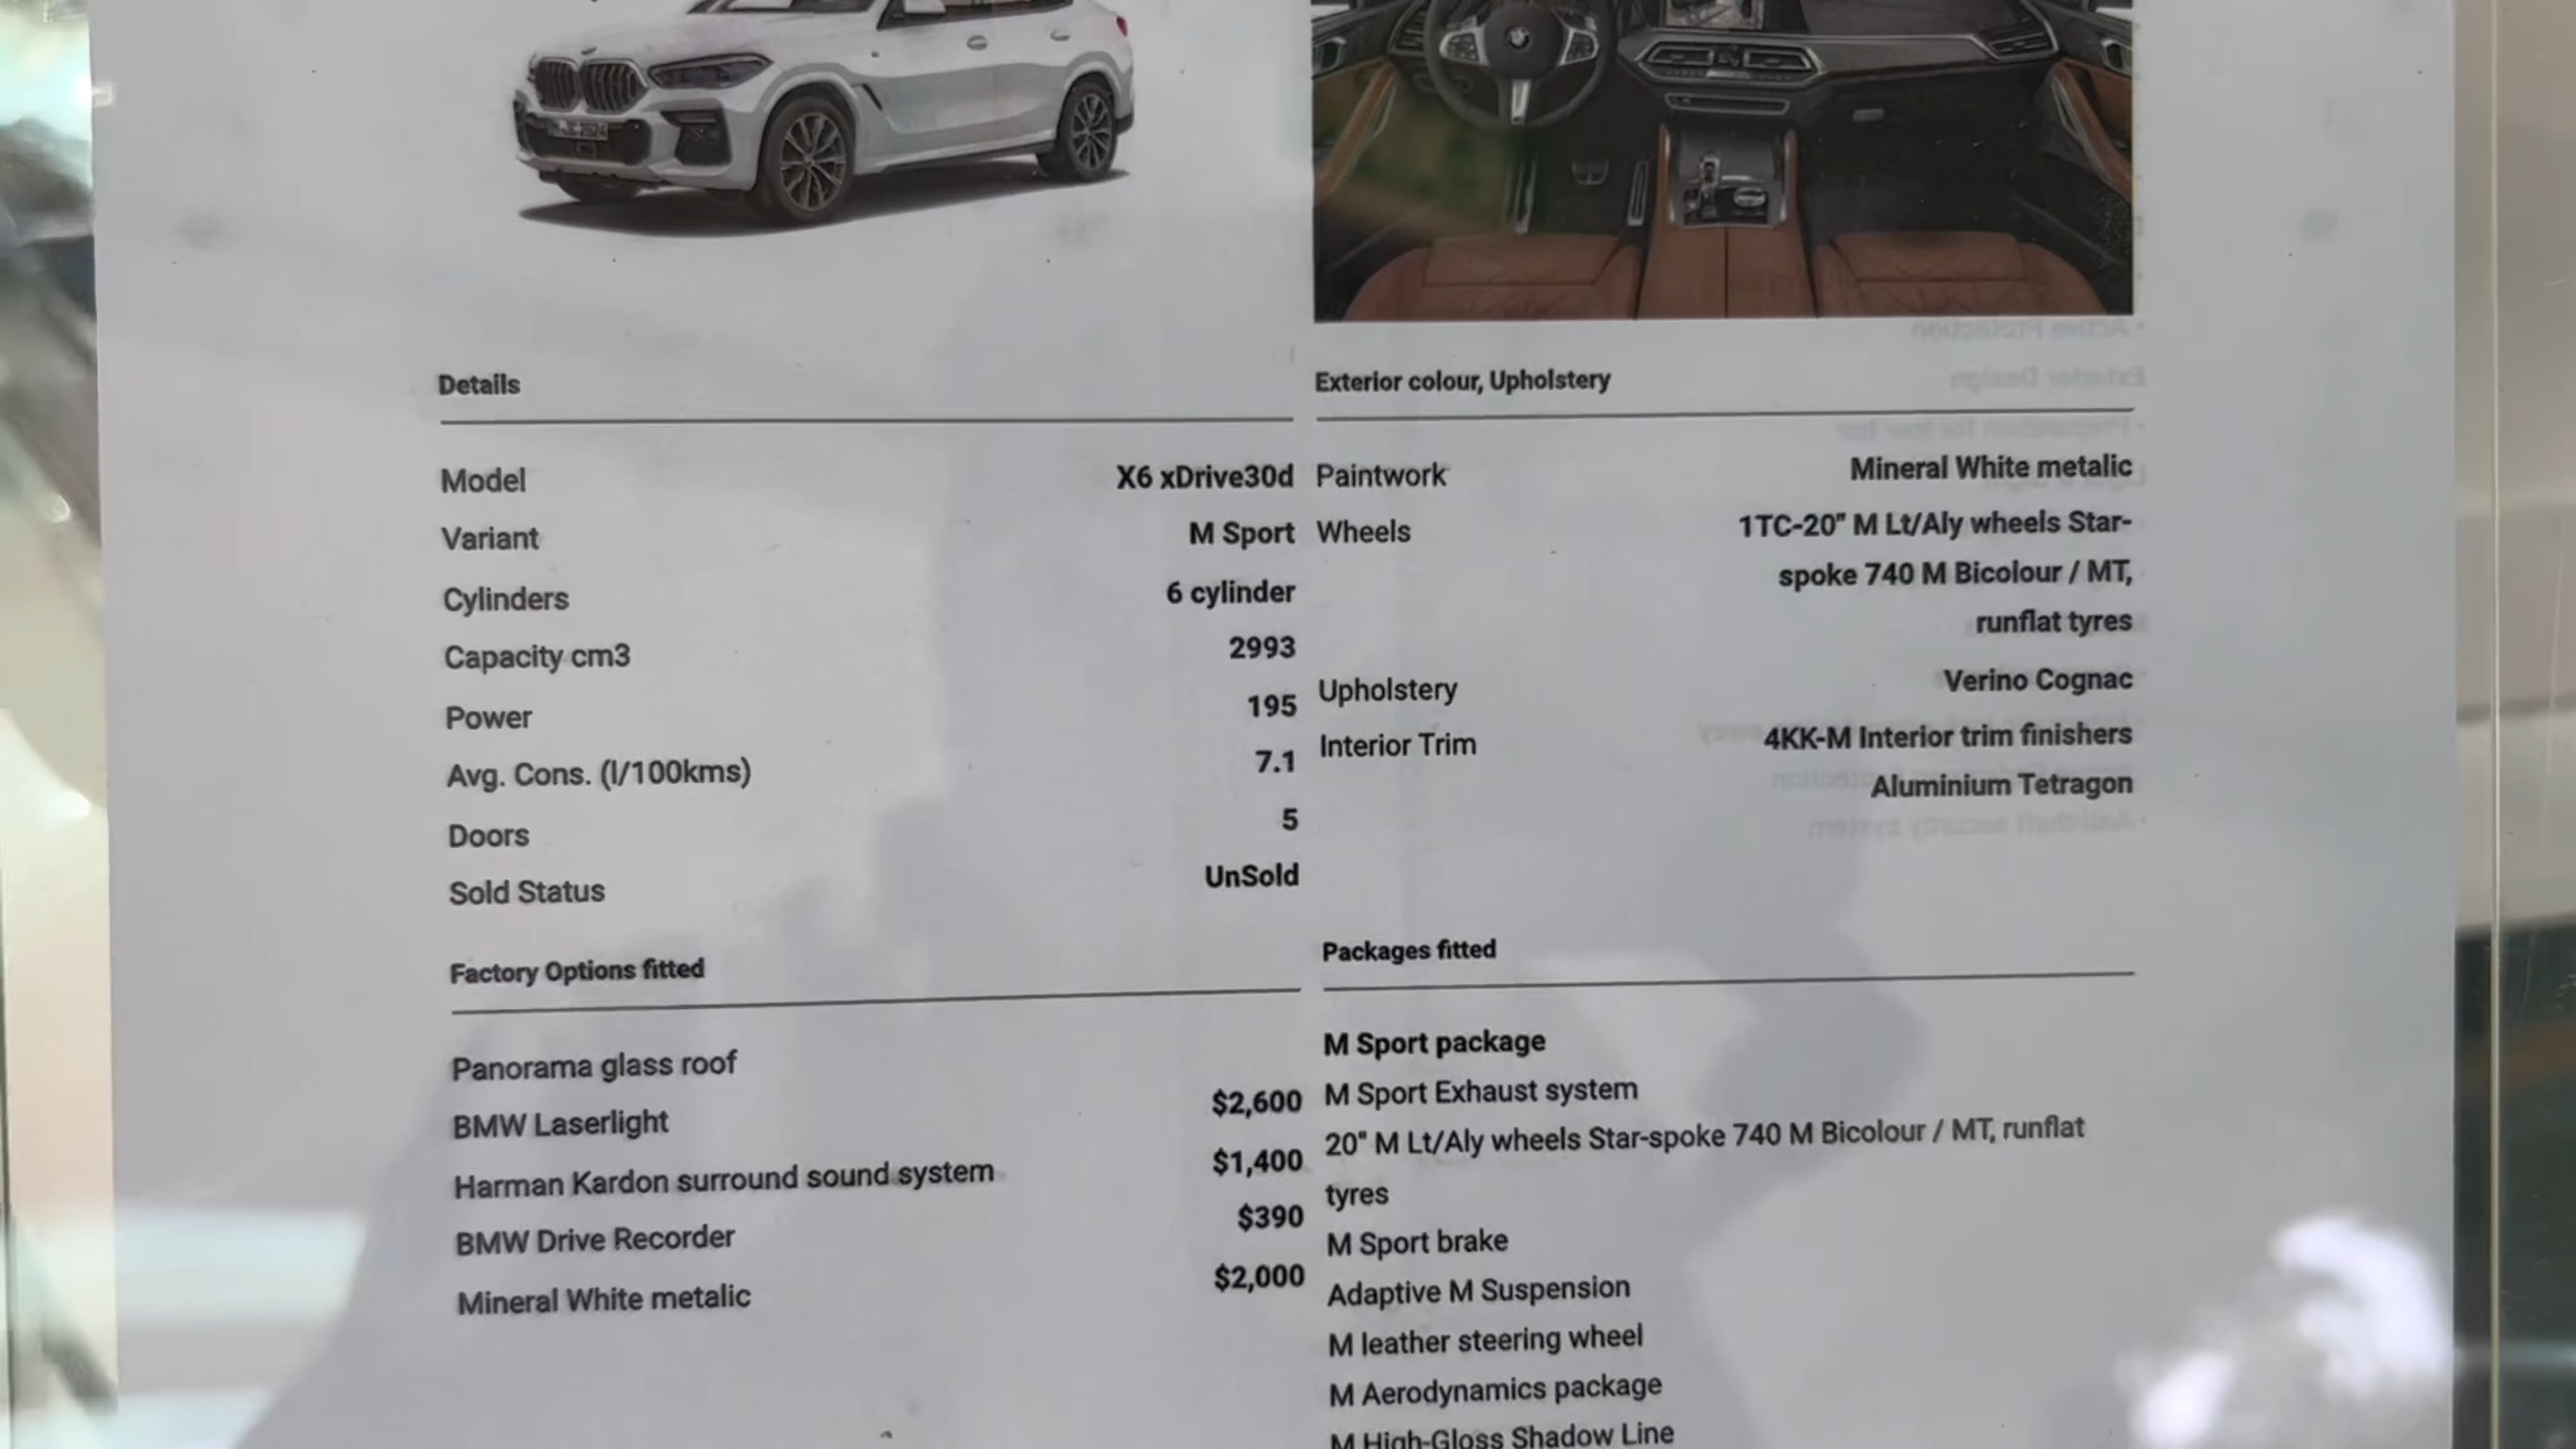 Details
Model X6 xDrive30d
Variant M Sport
Cylinders 6 cylinder
Capacity cm3 2993
Power 195
Avg. Cons. (l/100kms) 7.1
Doors 5
Sold Status UnSold
Exterior colour, Upholstery
Paintwork Mineral White metalic
Wheels 1TC-20" M Lt/Aly wheels Star-
spoke 740 M Bicolour / MT,
runflat tyres
Upholstery Verino Cognac
Interior Trim 4KK-M Interior trim finishers
Aluminium Tetragon
Factory Options fitted
Panorama glass roof
BMW Laserlight $2,600
Harman Kardon surround sound system $1,400
BMW Drive Recorder $390
Mineral White metalic $2,000
Packages fitted
M Sport package
M Sport Exhaust system
20" M Lt/Aly wheels Star-spoke 740 M Bicolour / MT, runflat
tyres
M Sport brake
Adaptive M Suspension
M leather steering wheel
M Aerodynamics package
M High-Gloss Shadow Line